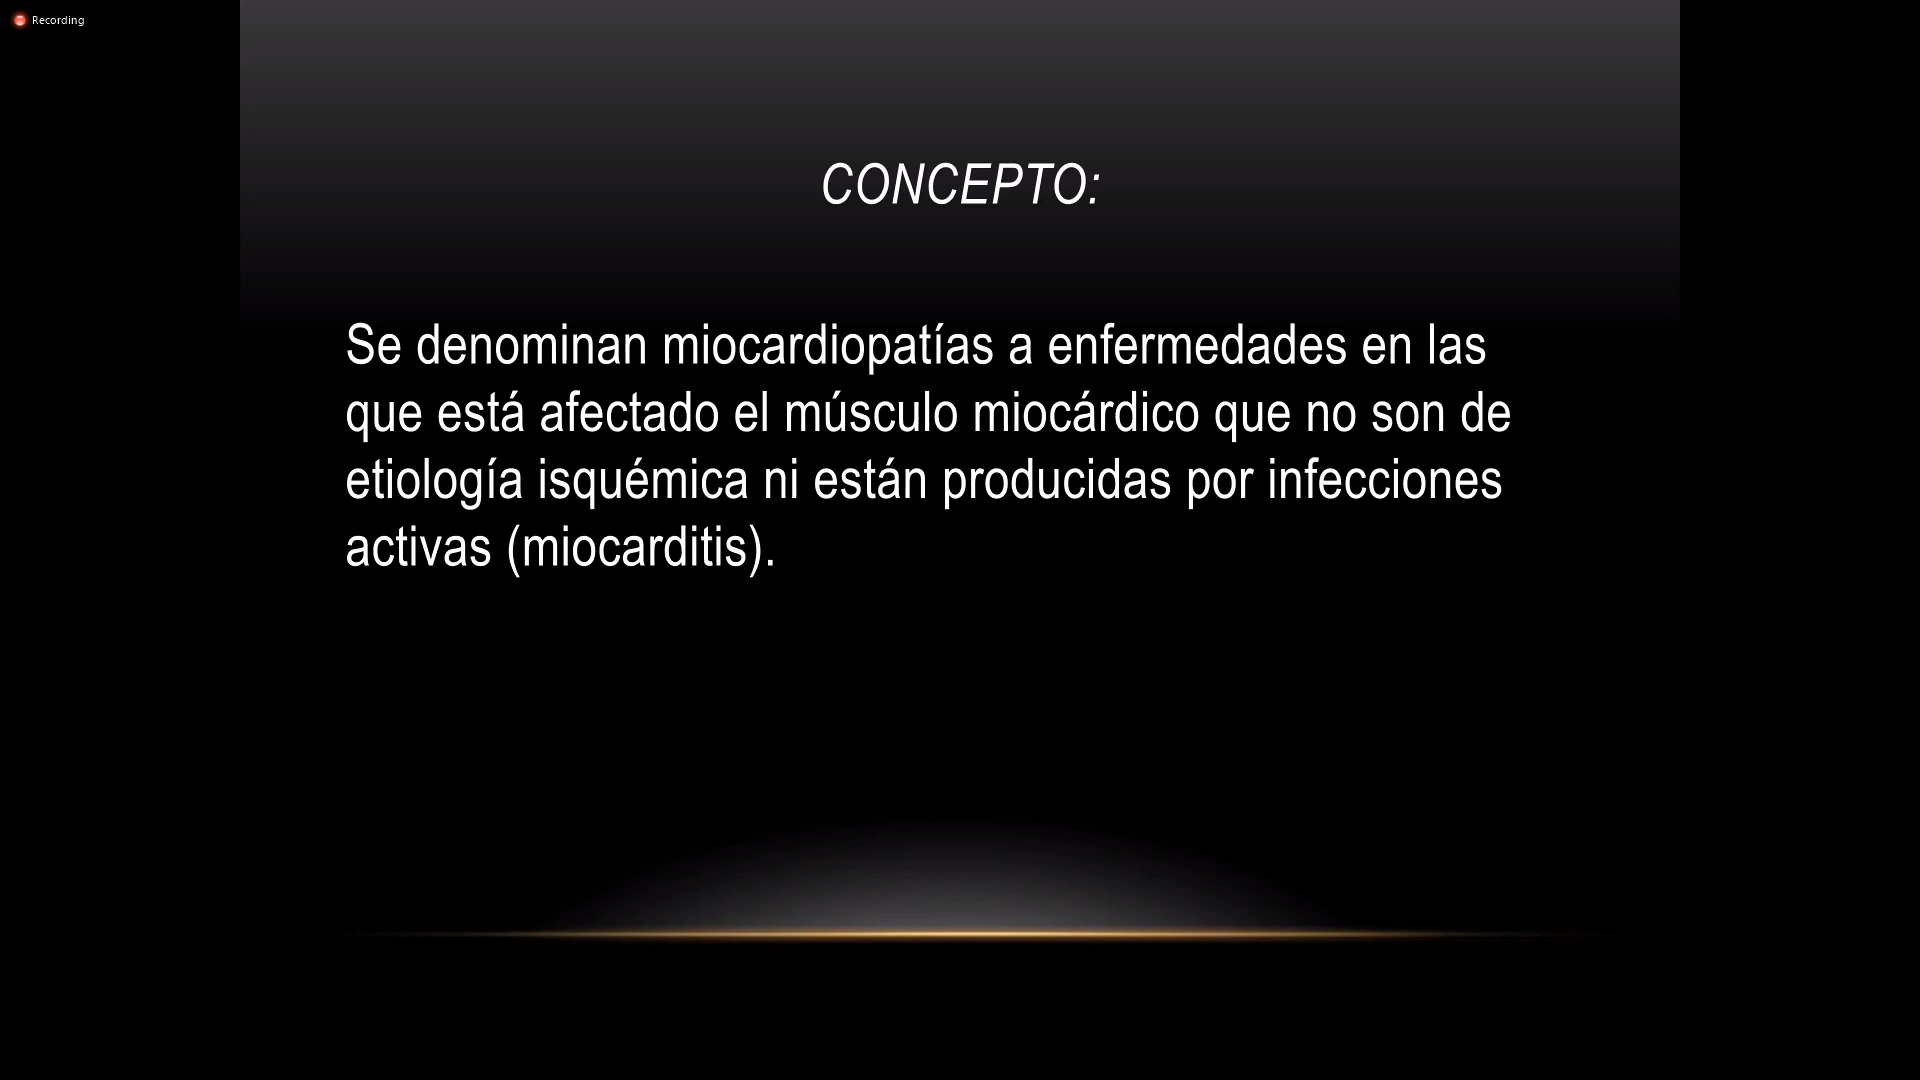 Recording
CONCEPTO:
Se denominan miocardiopatías a enfermedades en las
que está afectado el músculo miocárdico que no son de
etiología isquémica ni están producidas por infecciones
activas (miocarditis).